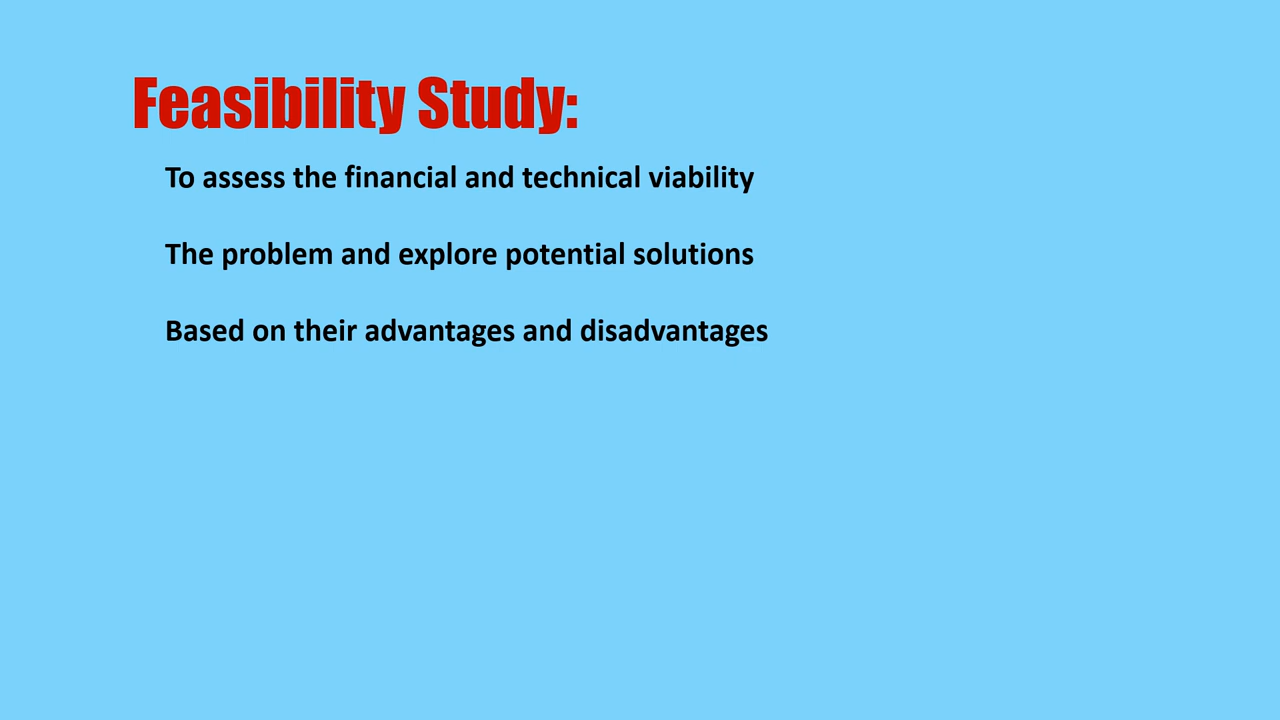 Feasibility Study:
To assess the financial and technical viability
The problem and explore potential solutions
Based on their advantages and disadvantages